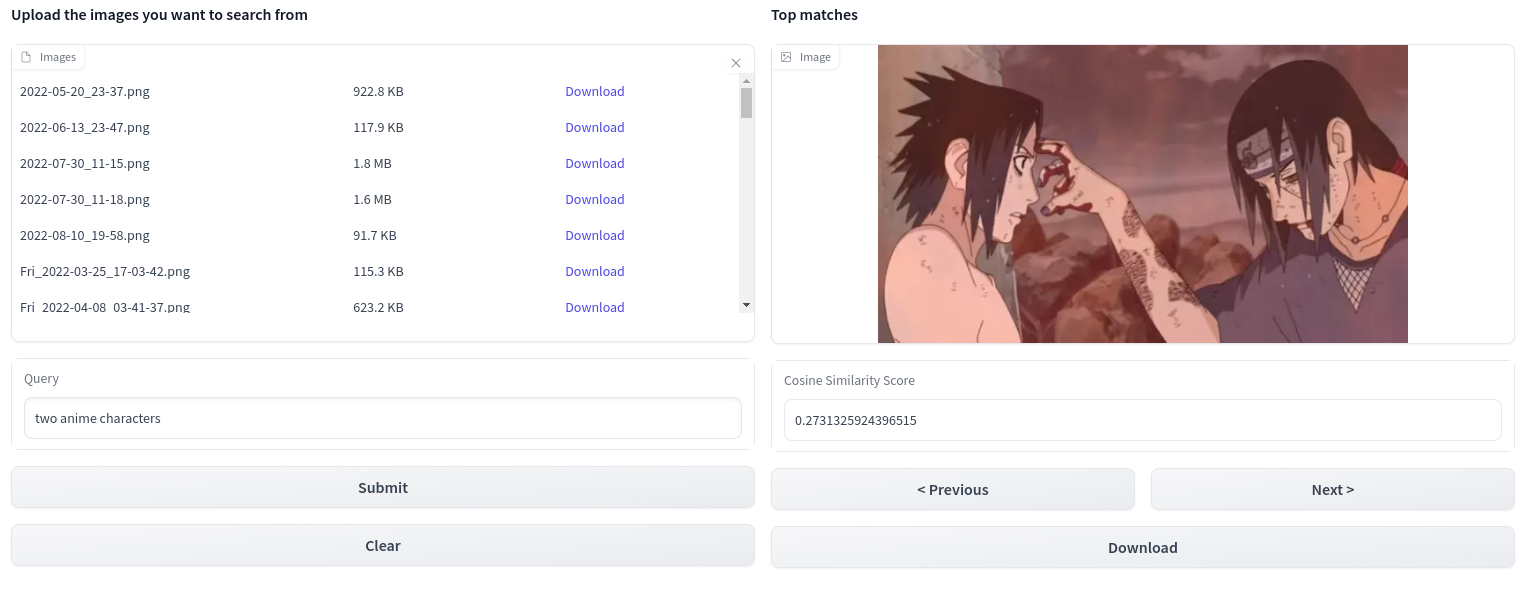 Upload the images you want to search from
Images
2022-05-20_23-37.png 922.8 KB Download
2022-06-13_23-47.png 117.9 KB Download
2022-07-30_11-15.png 1.8 MB Download
2022-07-30_11-18.png 1.6 MB Download
2022-08-10_19-58.png 91.7 KB Download
Fri_2022-03-25_17-03-42.png 115.3 KB Download
Fri_2022-04-08_03-41-37.png 623.2 KB Download
Query
two anime characters
Submit
Clear
Top matches
Image
Cosine Similarity Score
0.2731325924396515
< Previous
Next >
Download